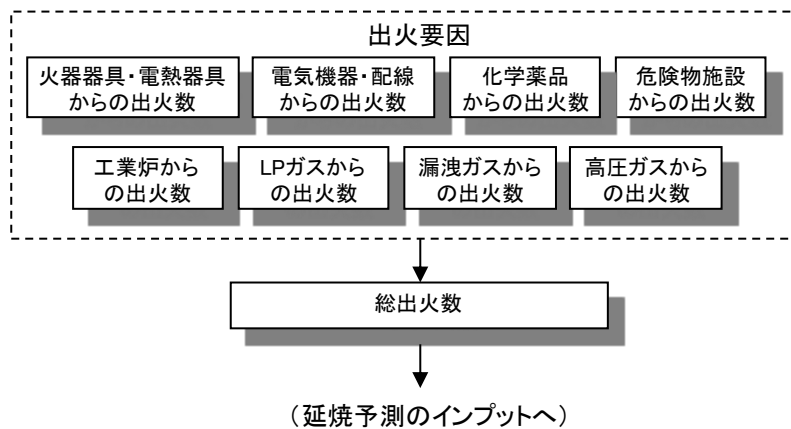 出火要因
火器器具・電熱器具
からの出火数
電気機器・配線
からの出火数
化学薬品
からの出火数
危険物施設
からの出火数
工業炉から
の出火数
LPガスから
の出火数
漏洩ガスから
の出火数
高圧ガスから
の出火数
総出火数
（延焼予測のインプットへ）